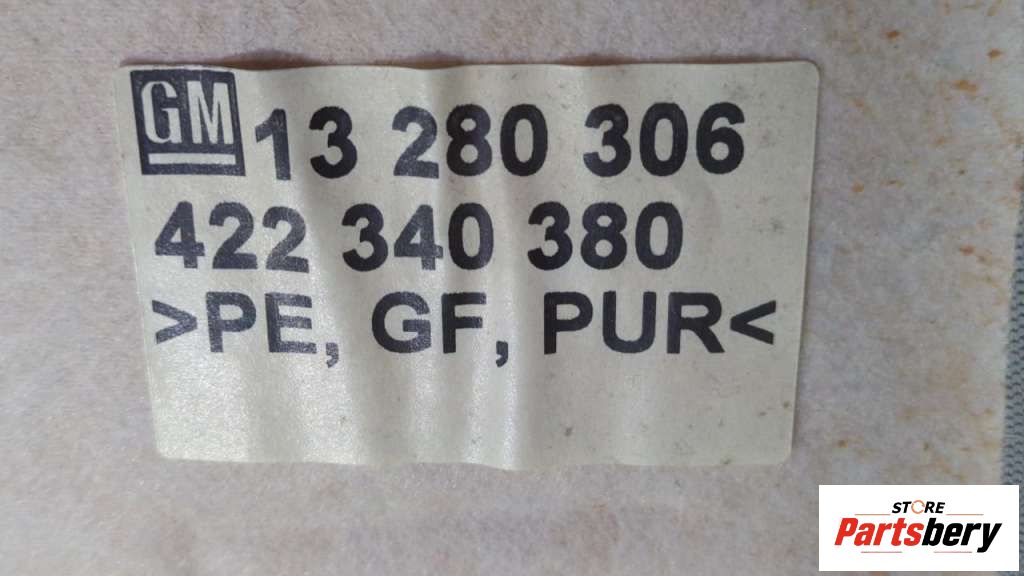 GM 13 280 306
422 340 380
>PE, GF, PUR<
STORE
Partsbery